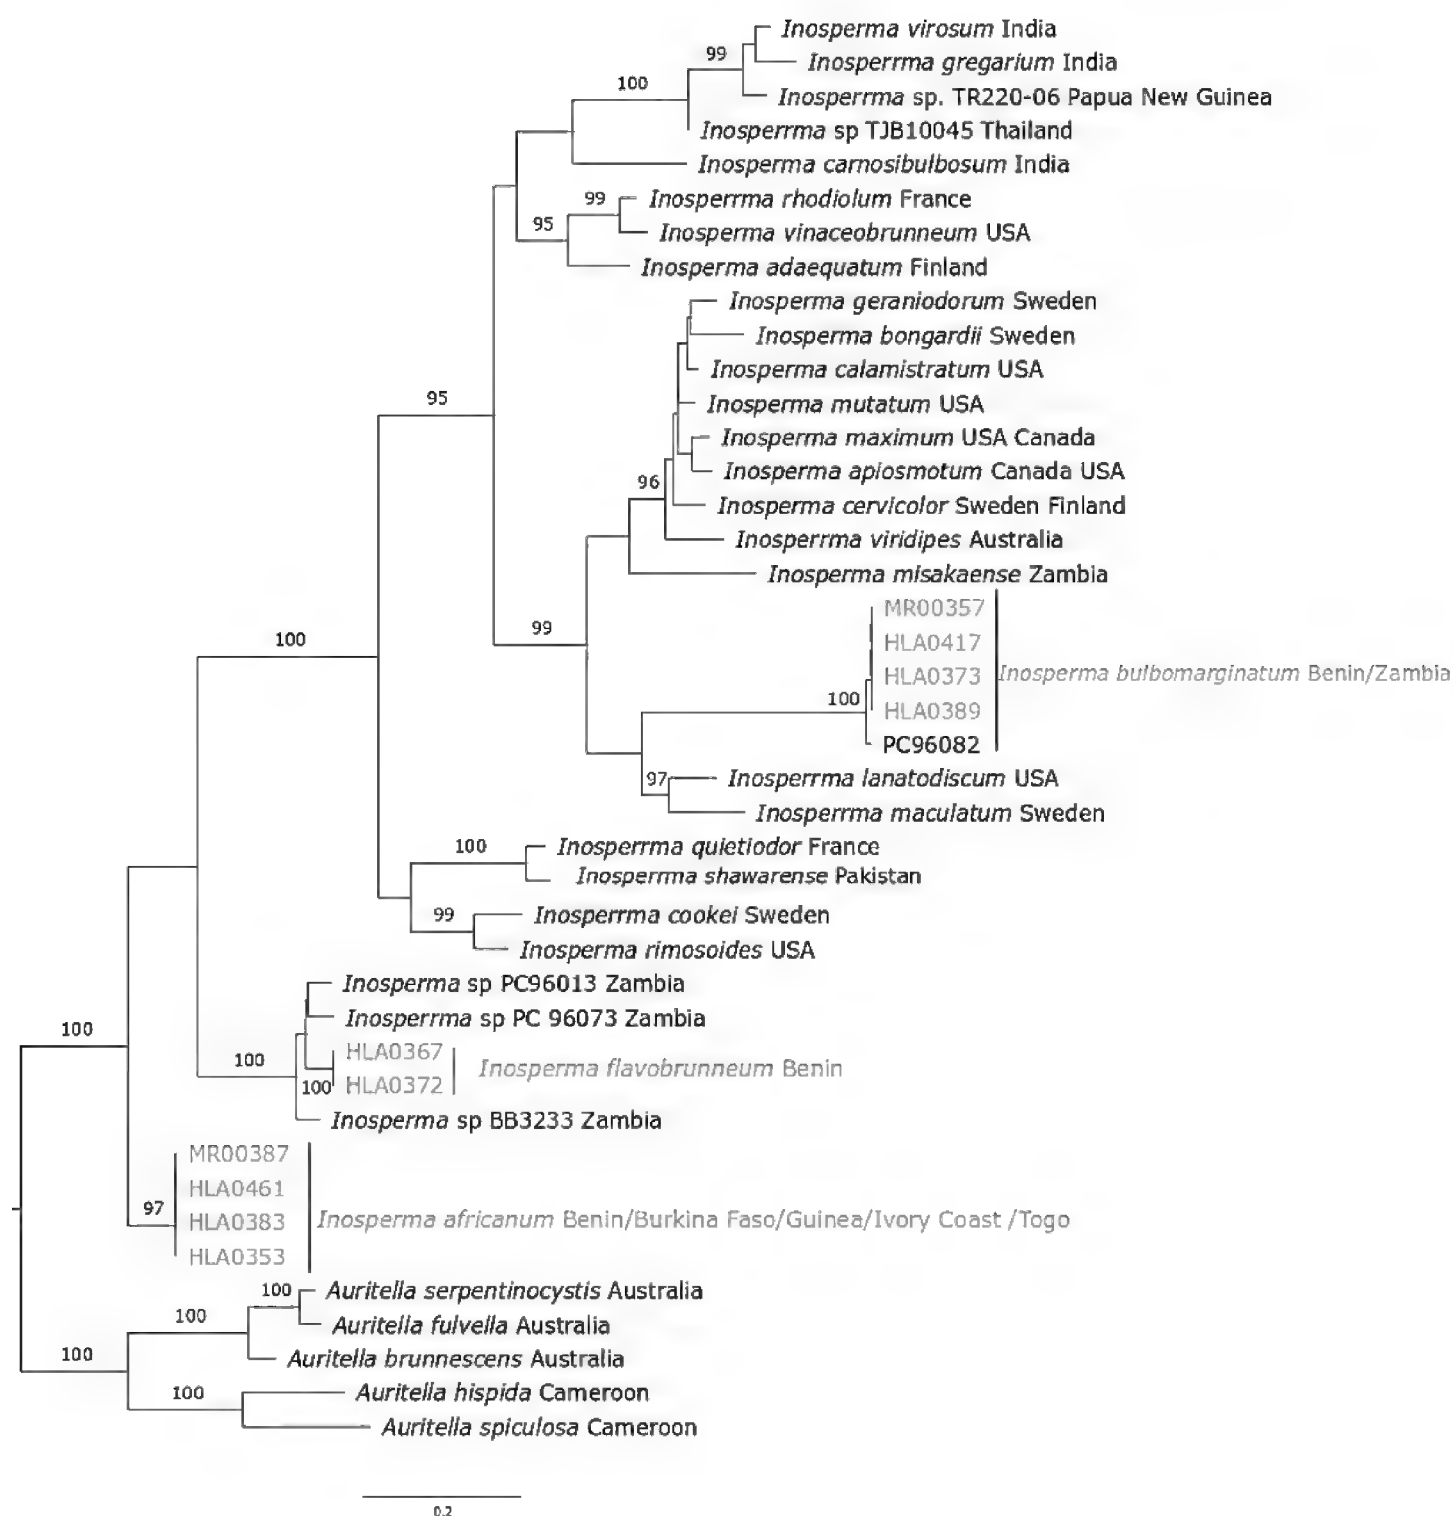 Inosperma virosum India
99
Inosperrma gregarium India
100
Inosperrma sp. TR220-06 Papua New Guinea
Inosperrma sp TJB10045 Thailand
Inosperma carnosibulbosum India
99
Inosperrma rhodiolum France
95
Inosperma vinaceobrunneum USA
Inosperma adaequatum Finland
Inosperma geraniodorum Sweden
Inosperma bongardii Sweden
Inosperma calamistratum USA
95
Inosperma mutatum USA
Inosperma maximum USA Canada
Inosperma apiosmotum Canada USA
96
Inosperma cervicolor Sweden Finland
Inosperrma viridipes Australia
Inosperma misakaense Zambia
MR00357
99
100
HLA0417
HLA0373
Inosperma bulbomarginatum Benin/Zambia
100
HLA0389
PC96082
97
Inosperrma lanatodiscum USA
Inosperrma maculatum Sweden
100
Inosperrma quietiodor France
Inosperrma shawarense Pakistan
99
Inosperrma cookei Sweden
Inosperma rimosoides USA
Inosperma sp PC96013 Zambia
Inosperrma sp PC 96073 Zambia
100
HLA0367
100
Inosperma flavobrunneum Benin
100
HLA0372
Inosperma sp BB3233 Zambia
MR00387
HLA0461
97
HLA0383
Inosperma africanum Benin/Burkina Faso/Guinea/Ivory Coast /Togo
HLA0353
100
Auritella serpentinocystis Australia
100
Auritella fulvella Australia
100
Auritella brunnescens Australia
100
Auritella hispida Cameroon
Auritella spiculosa Cameroon
0.2